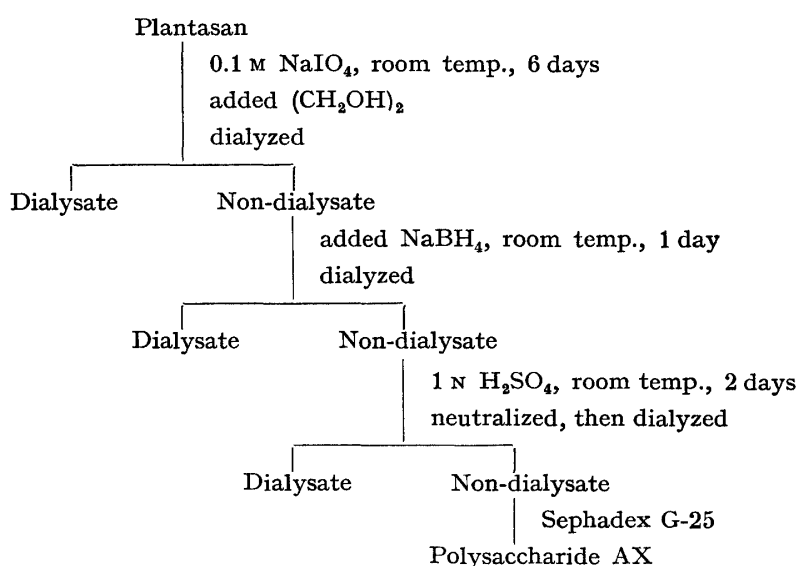 Plantasan
0.1 M NaIO₄, room temp., 6 days
added (CH₂OH)₂
dialyzed
Dialysate Non-dialysate
added NaBH₄, room temp., 1 day
dialyzed
Dialysate Non-dialysate
1 N H₂SO₄, room temp., 2 days
neutralized, then dialyzed
Dialysate Non-dialysate
Sephadex G-25
Polysaccharide AX